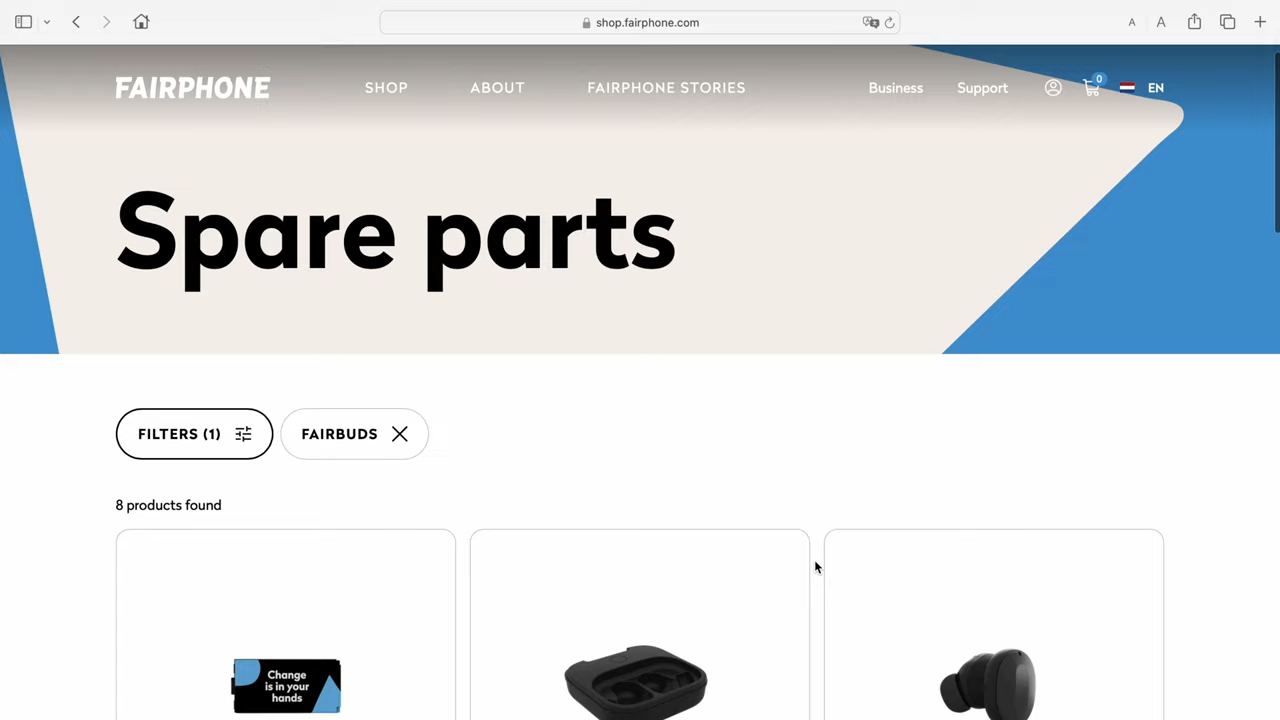 shop.fairphone.com
A
A
FAIRPHONE
SHOP
ABOUT
FAIRPHONE STORIES
Business
Support
0
EN
Spare parts
FILTERS (1)
FAIRBUDS
8 products found
Change
is in your
hands